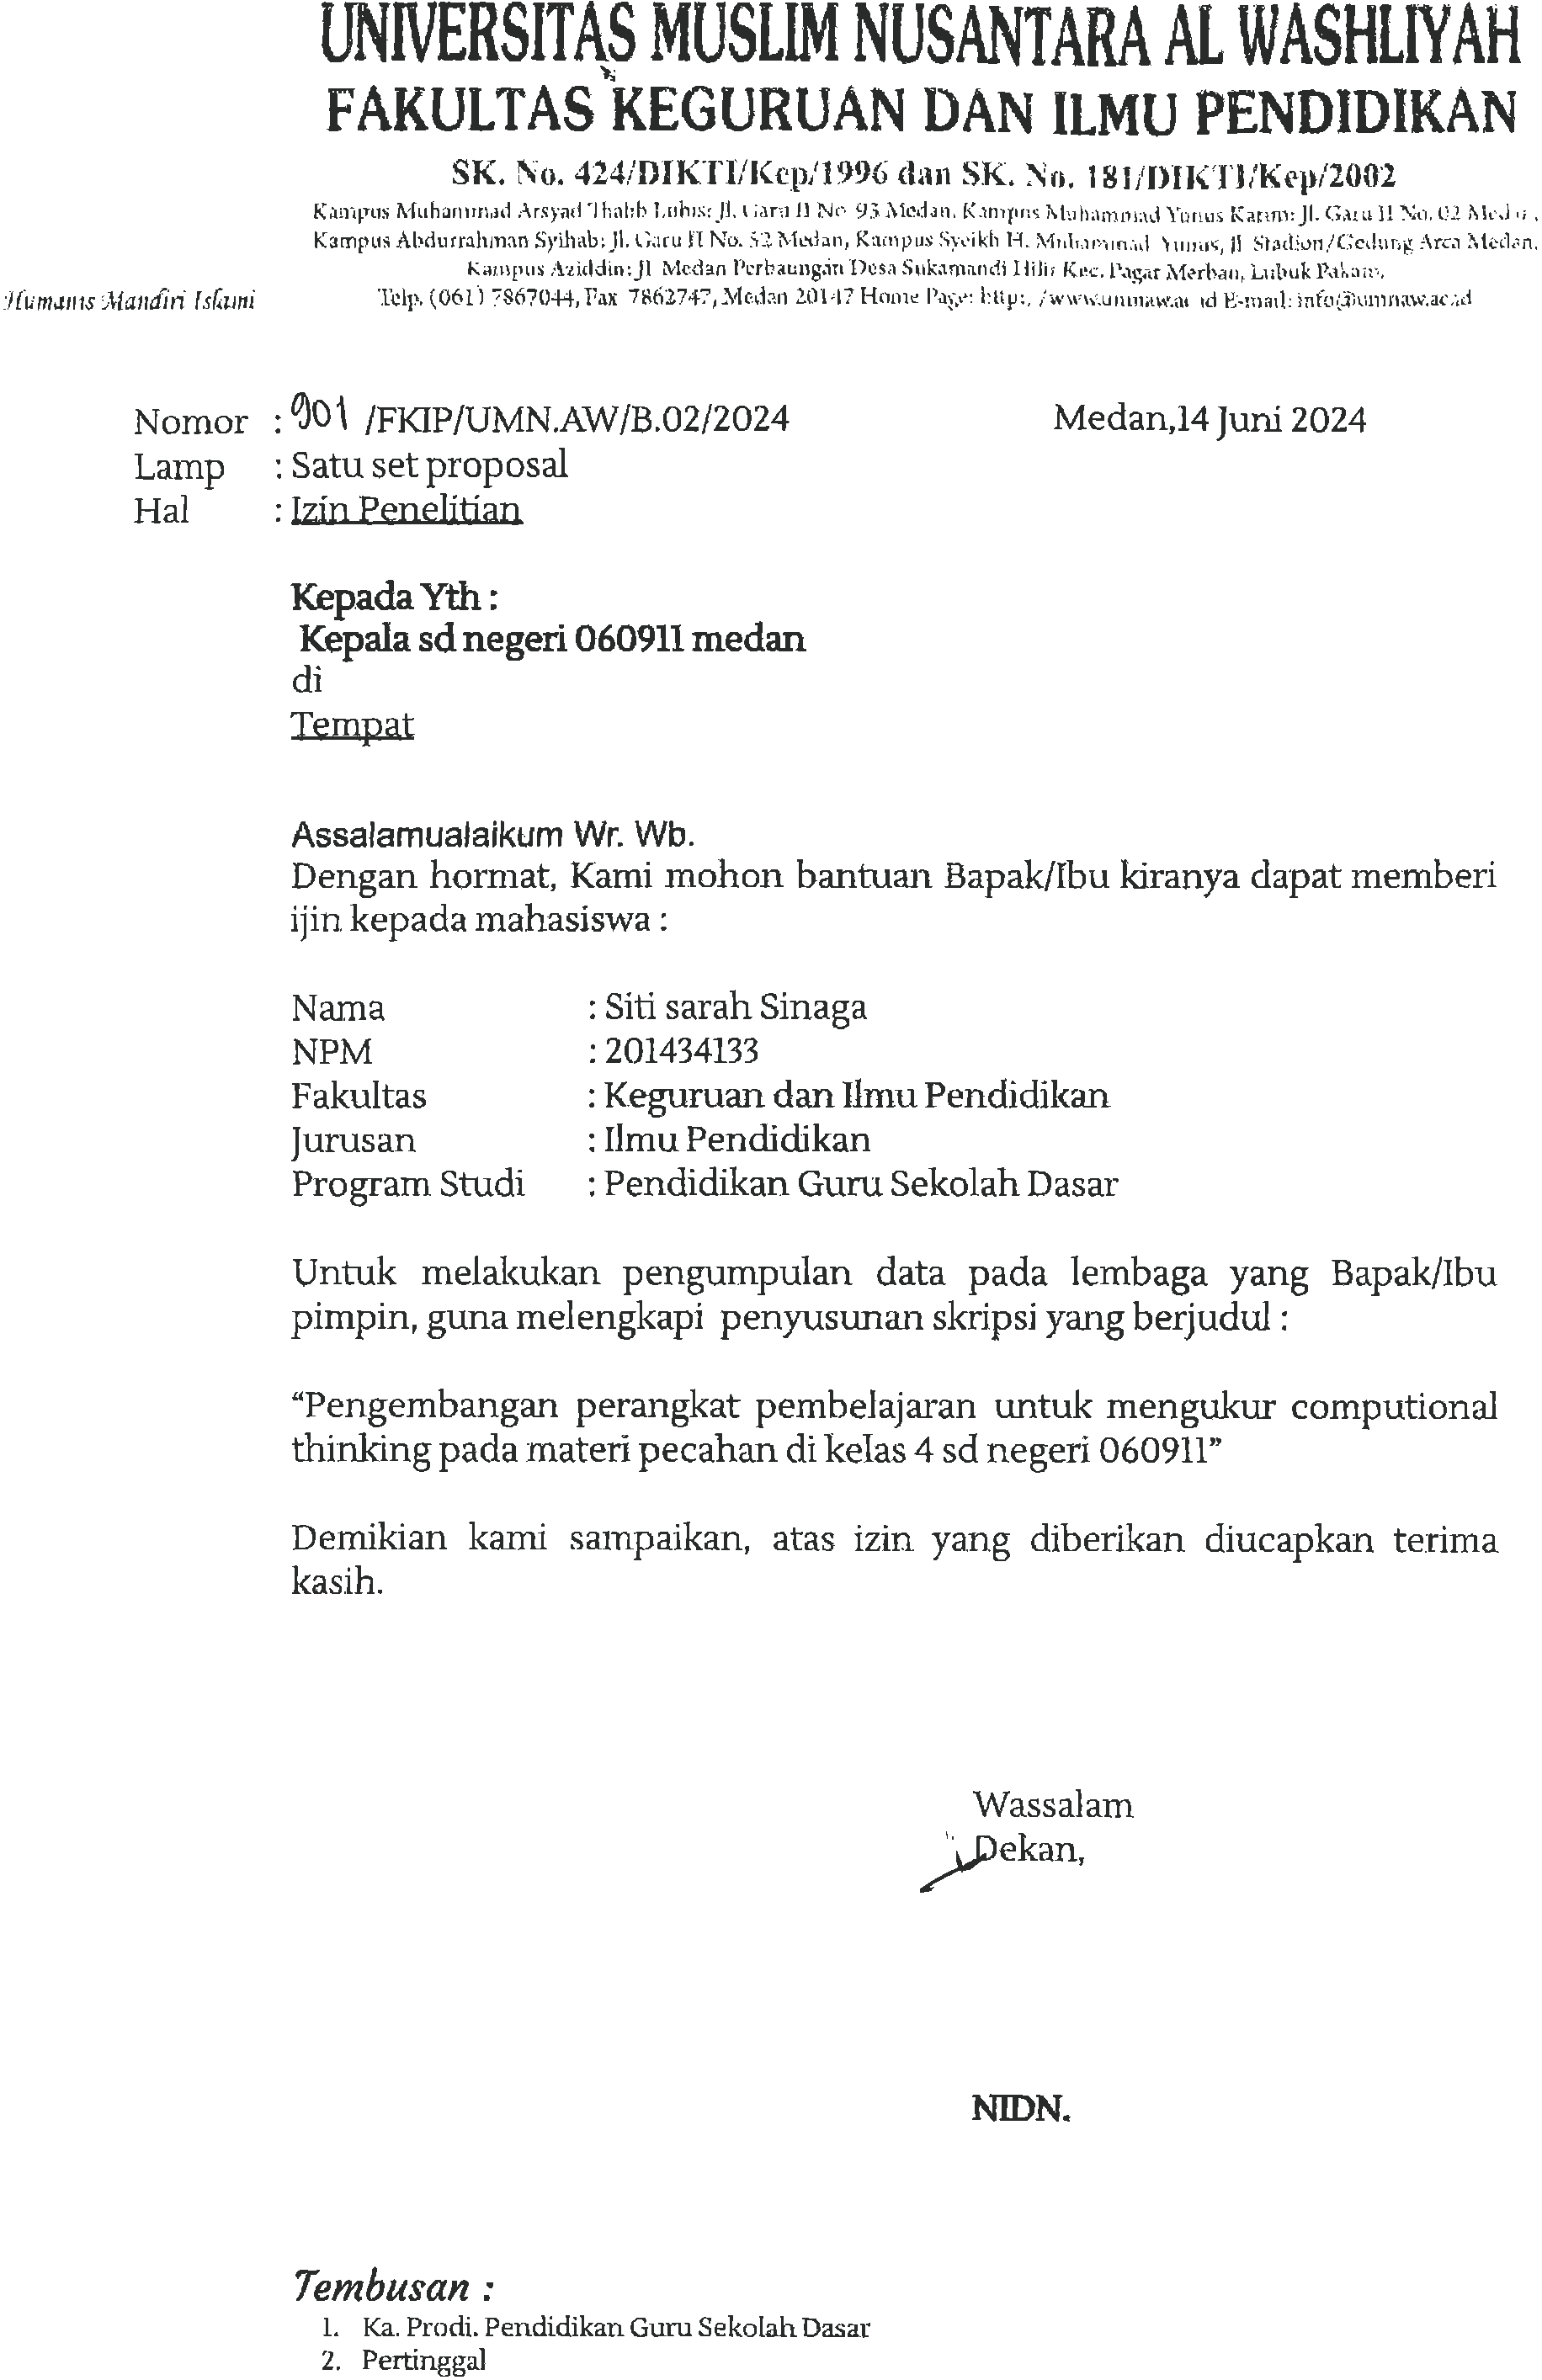 UNIVERSITAS MUSLIM NUSANTARA AL WASHLIYAH
FAKULTAS KEGURUAN DAN ILMU PENDIDIKAN
SK. No. 424/DIKTI/Kep/1996 dan SK. No. 181/DIKTI/Kep/2002
Kampus Muhammad Arsyad Thalib Lubis: Jl. Garu II No. 93 Medan, Kampus Muhammad Yunus Karim: Jl. Garu II No. 02
Kampus Abdurrahman Syihab: Jl. Garu II No. 52 Medan, Kampus Syeikh H. Muhammad Yunus, Jl Stadion/Gedung Arca Medan,
Kampus Aziddin: Jl Medan Perbaungan Desa Sukamandi Hilir Kec. Pagar Merbau, Lubuk Pakam,
Humanis Mandiri Islami
Telp. (061) 7867044, Fax 7862747, Medan 20147 Home Page: E-mail: info@umnaw.ac.id
Nomor : 901 /FKIP/UMN.AW/B.02/2024 Medan,14 Juni 2024
Lamp : Satu set proposal
Hal : Izin Penelitian
Kepada Yth :
Kepala sd negeri 060911 medan
di
Tempat
Assalamualaikum Wr. Wb.
Dengan hormat, Kami mohon bantuan Bapak/Ibu kiranya dapat memberi
ijin kepada mahasiswa :
Nama : Siti sarah Sinaga
NPM : 201434133
Fakultas : Keguruan dan Ilmu Pendidikan
Jurusan : Ilmu Pendidikan
Program Studi : Pendidikan Guru Sekolah Dasar
Untuk melakukan pengumpulan data pada lembaga yang Bapak/Ibu
pimpin, guna melengkapi penyusunan skripsi yang berjudul :
“Pengembangan perangkat pembelajaran untuk mengukur computional
thinking pada materi pecahan di kelas 4 sd negeri 060911”
Demikian kami sampaikan, atas izin yang diberikan diucapkan terima
kasih.
Wassalam
Dekan,
NIDN.
Tembusan :
1. Ka. Prodi. Pendidikan Guru Sekolah Dasar
2. Pertinggal